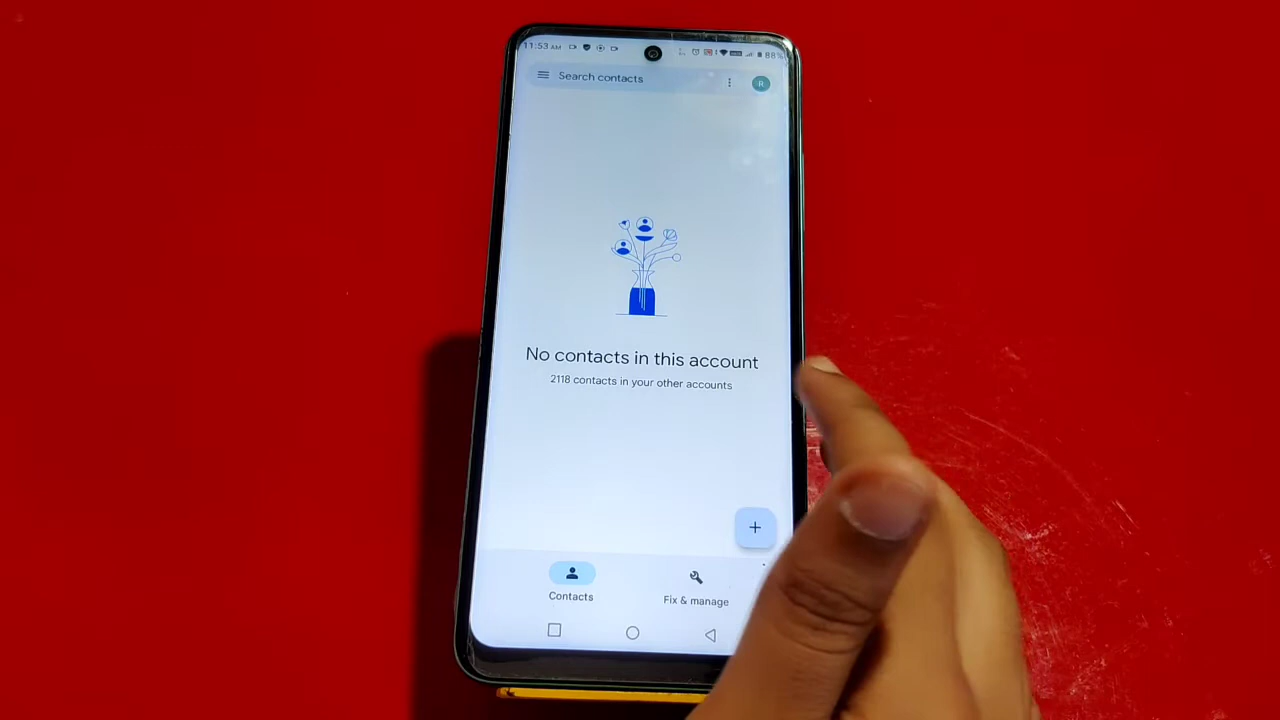 11:53 AM
88%
Search contacts
R
No contacts in this account
2118 contacts in your other accounts
+
Contacts
Fix & manage